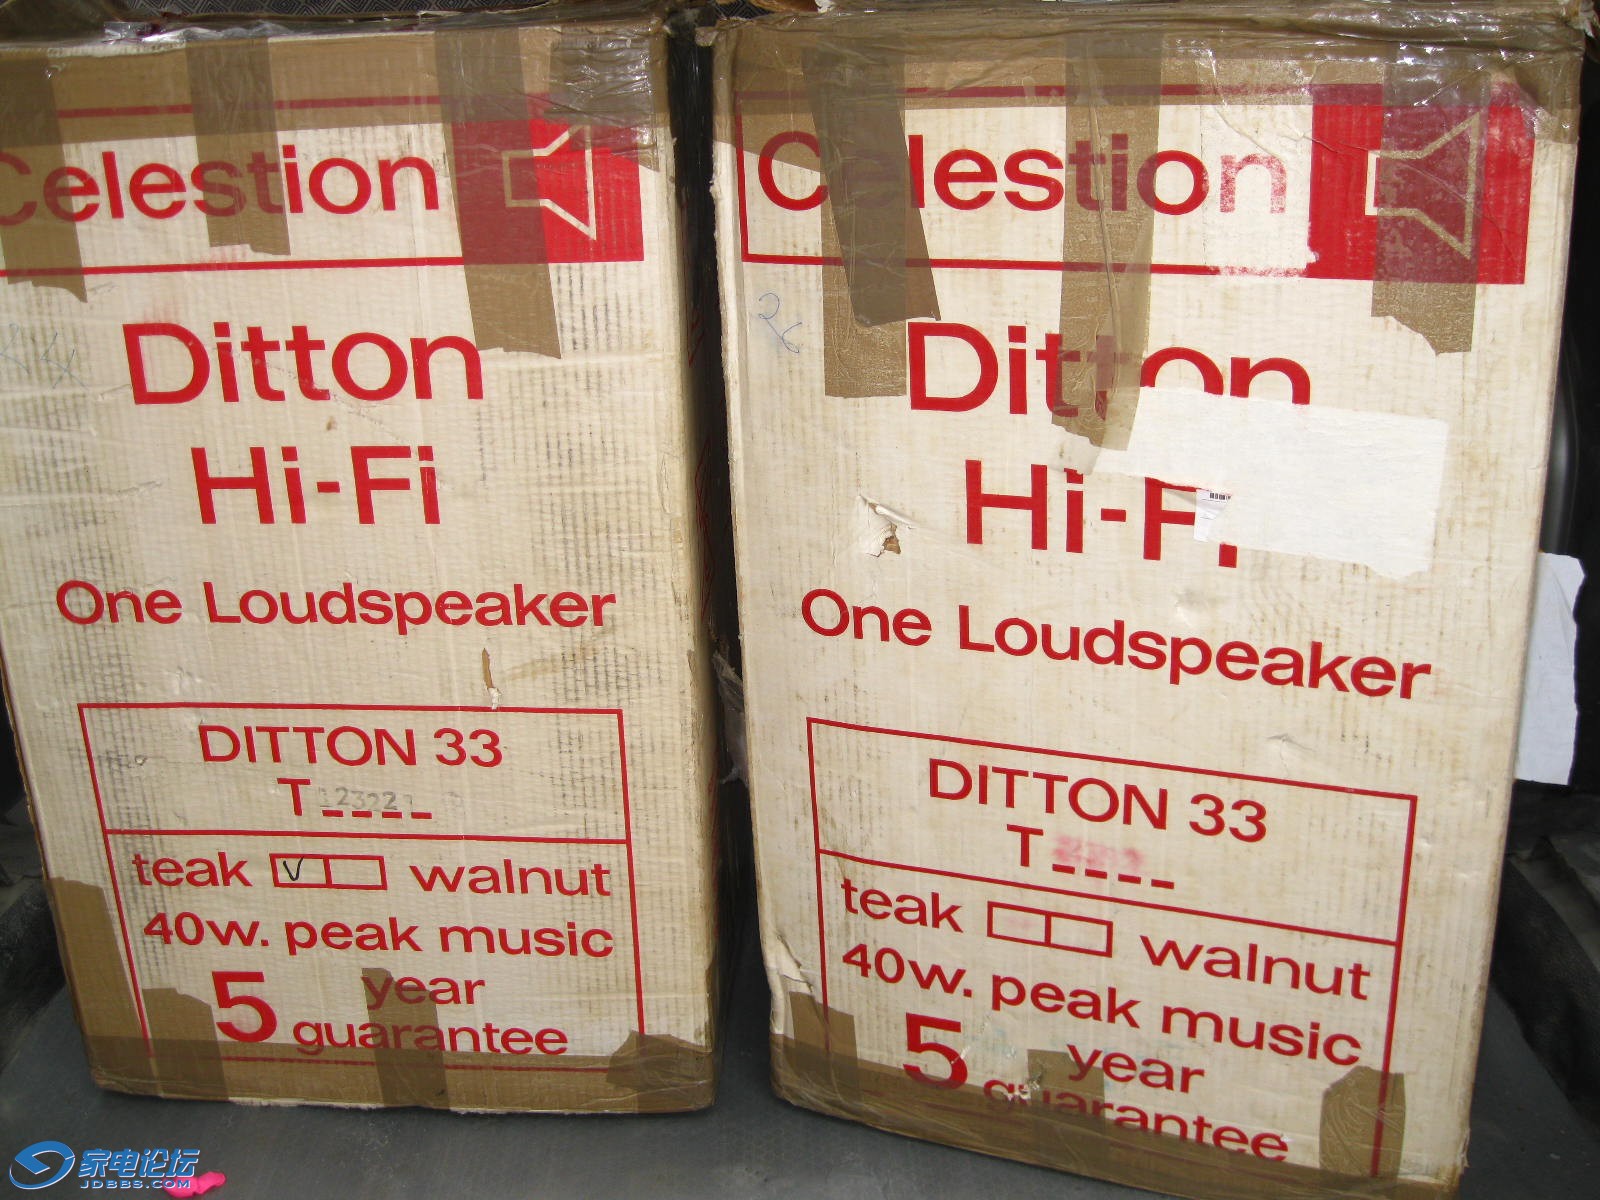 Celestion
Ditton
Hi-Fi
One Loudspeaker
DITTON 33
T
teak walnut
40w. peak music
5 year
guarantee
Celestion
Ditton
Hi-F
One Loudspeaker
DITTON 33
T
teak walnut
40w. peak music
5 year
guarantee
家电论坛
JDBBS.COM